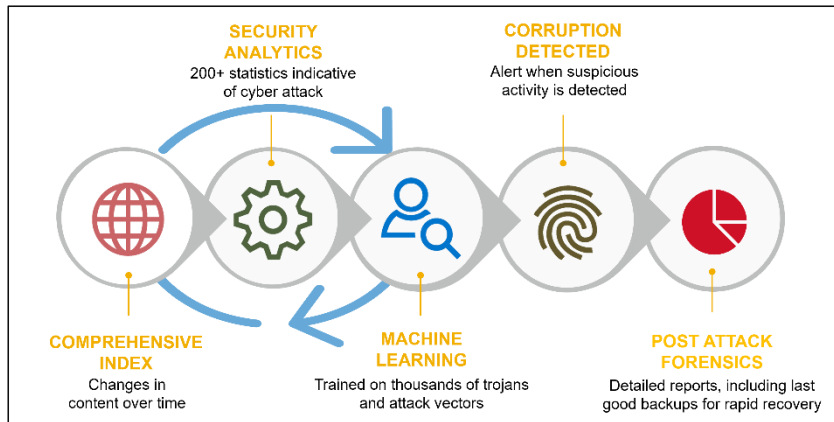 SECURITY
ANALYTICS
200+ statistics indicative
of cyber attack
CORRUPTION
DETECTED
Alert when suspicious
activity is detected
COMPREHENSIVE
INDEX
Changes in
content over time
MACHINE
LEARNING
Trained on thousands of trojans
and attack vectors
POST ATTACK
FORENSICS
Detailed reports, including last
good backups for rapid recovery